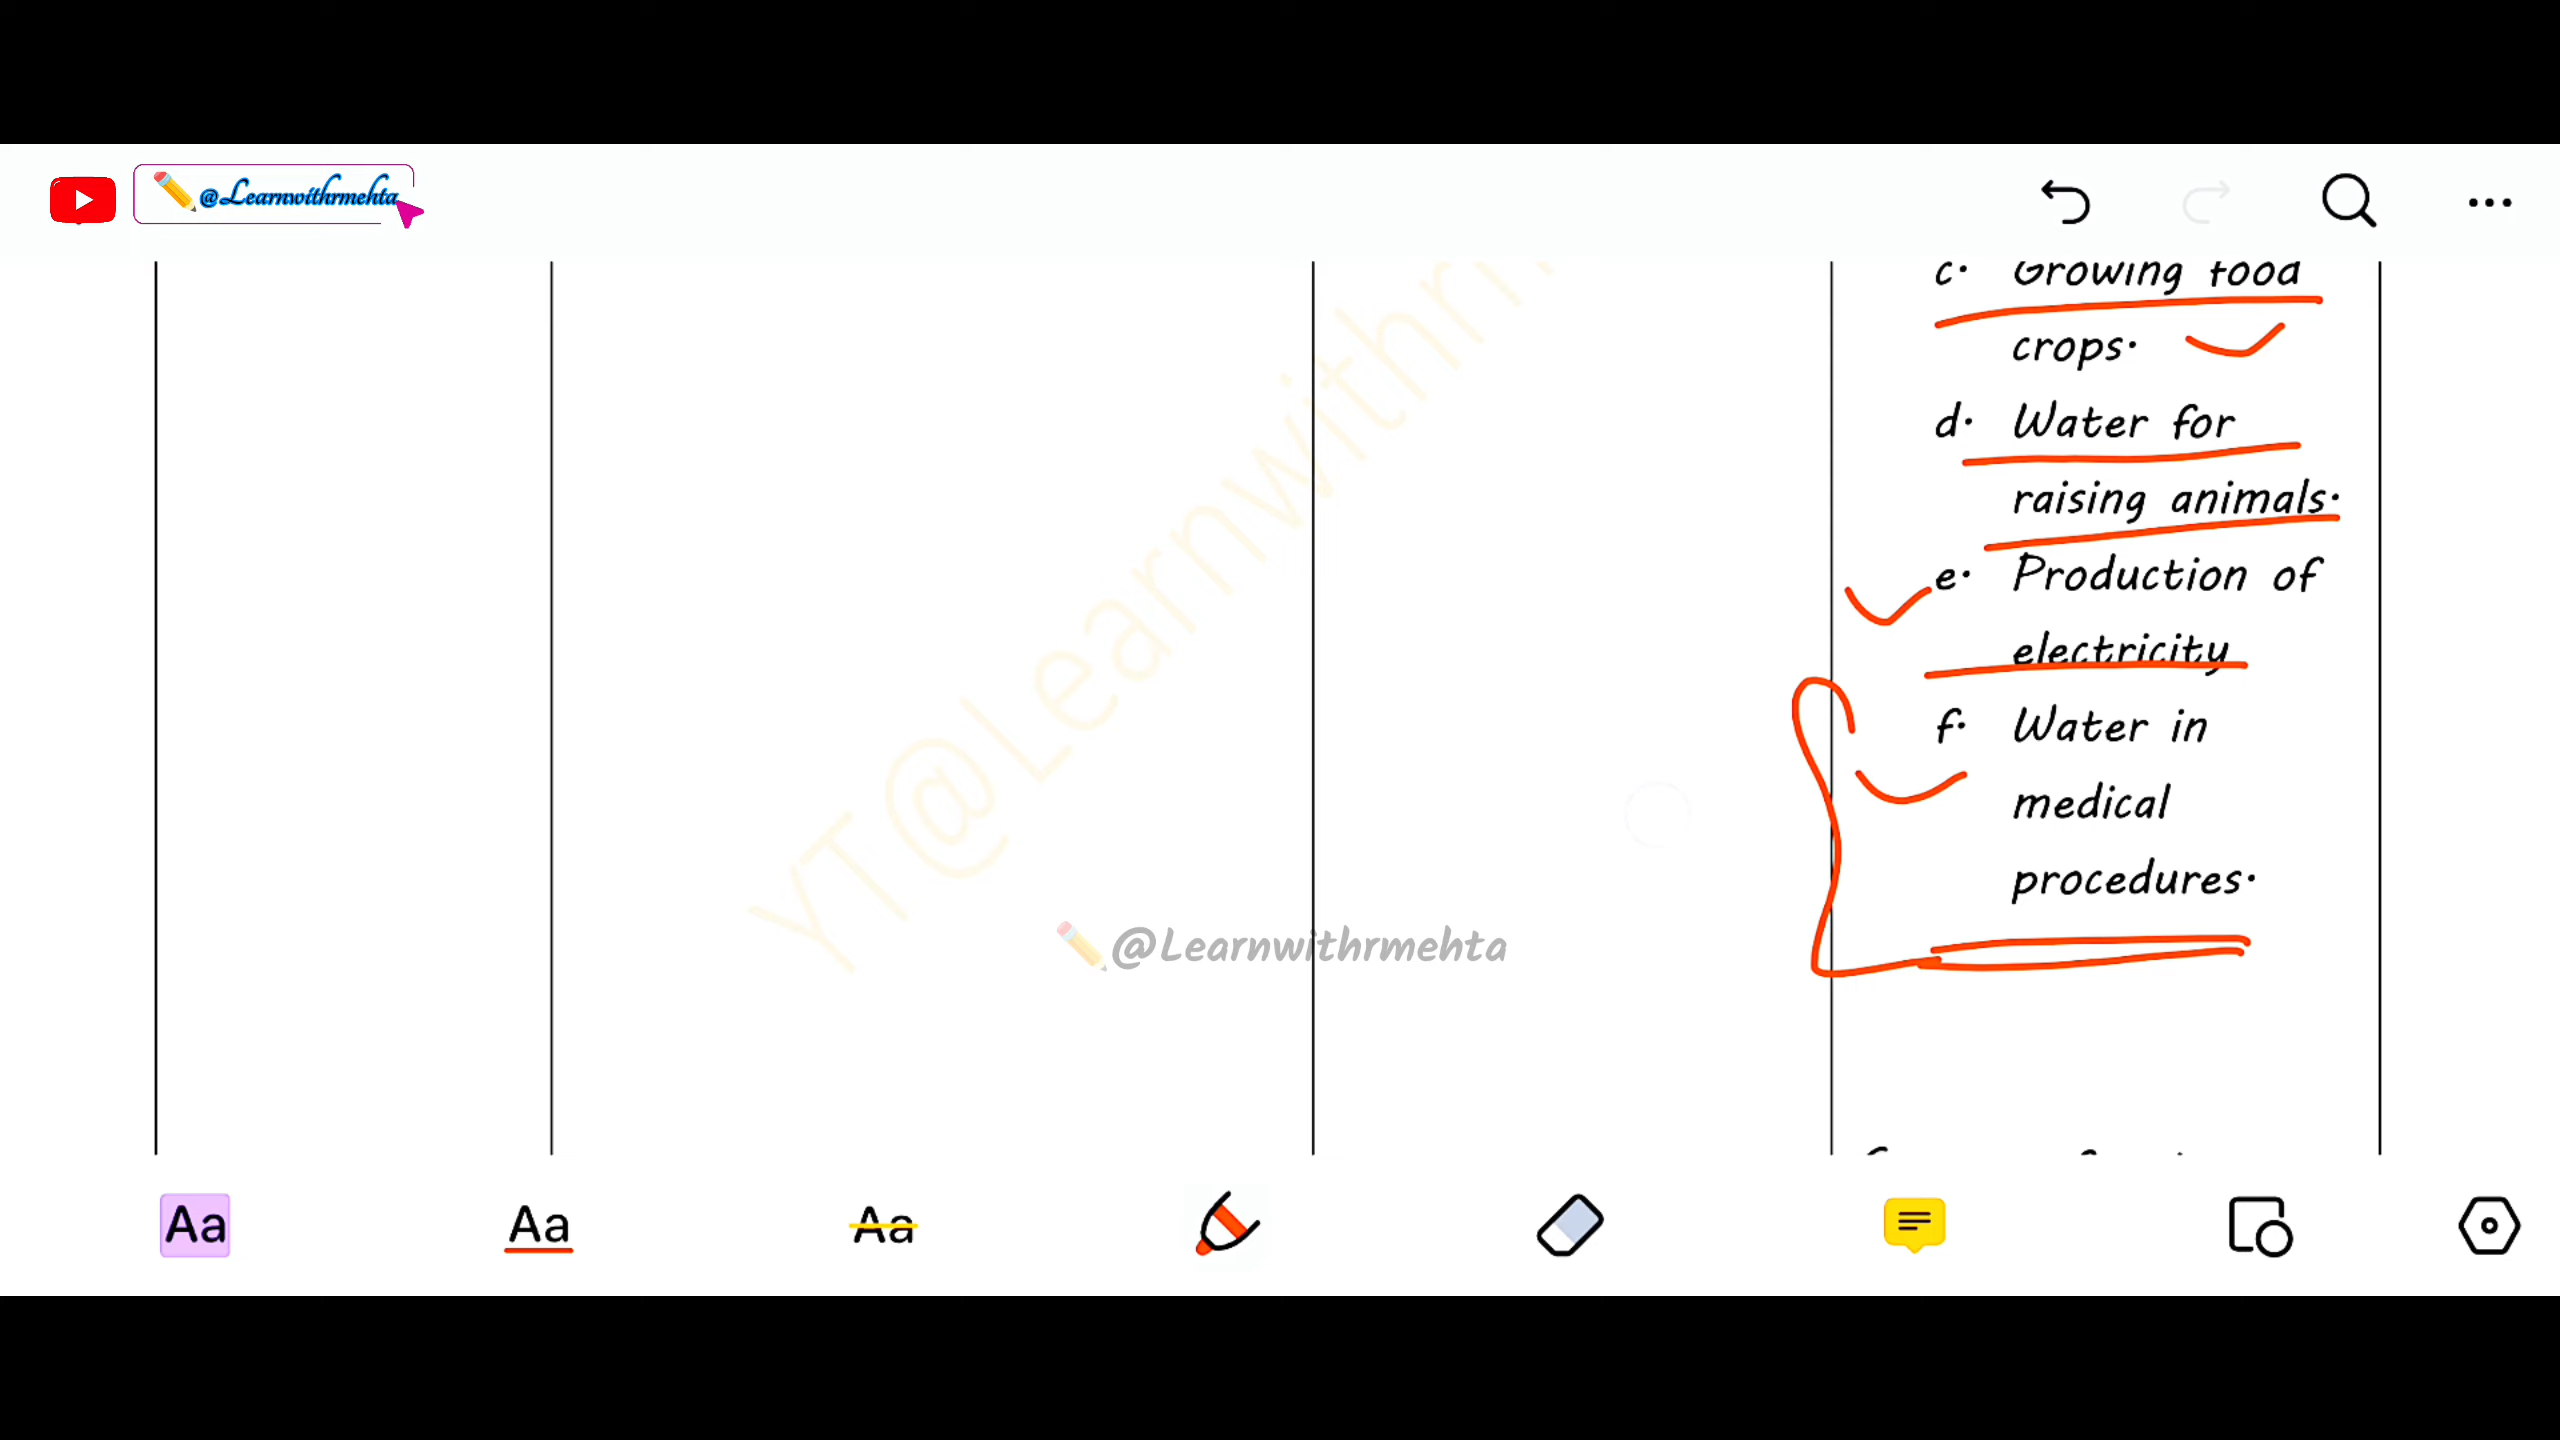 @Learnwithrmehta
c. Growing food
crops.
d. Water for
raising animals.
e. Production of
electricity
f. Water in
medical
procedures.
YT@Learnwithr
@Learnwithrmehta
Aa
Aa
Aa